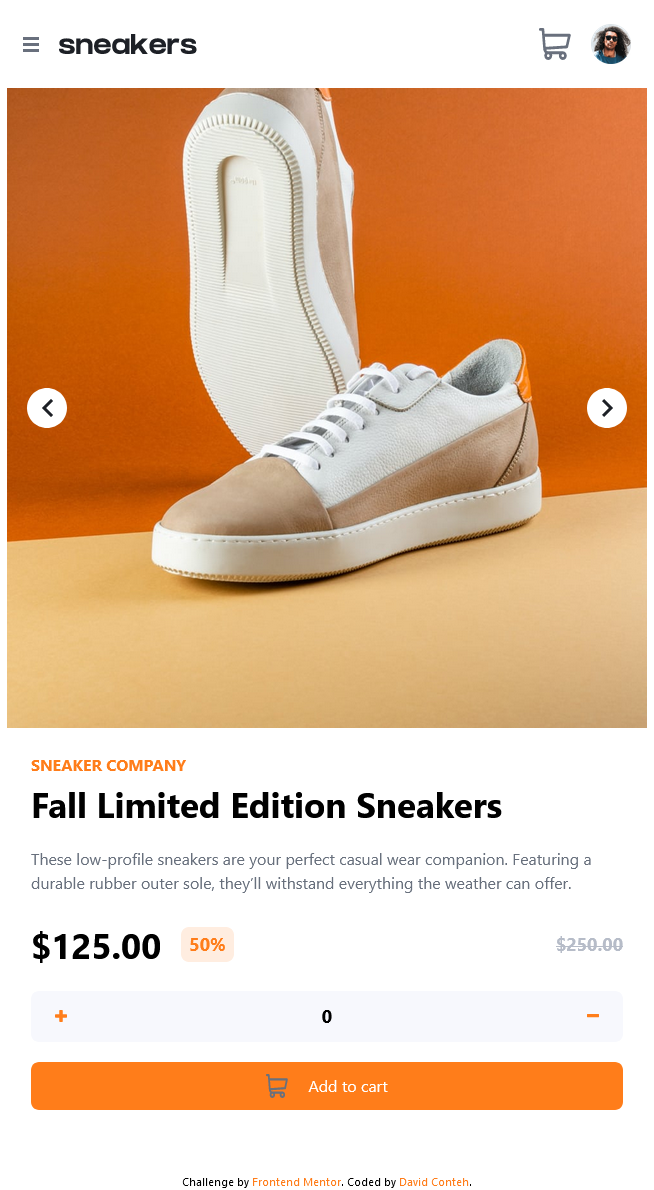 sneakers
SNEAKER COMPANY
Fall Limited Edition Sneakers
These low-profile sneakers are your perfect casual wear companion. Featuring a
durable rubber outer sole, they’ll withstand everything the weather can offer.
$125.00 50% $250.00
+ 0 −
Add to cart
Challenge by Frontend Mentor. Coded by David Conteh.